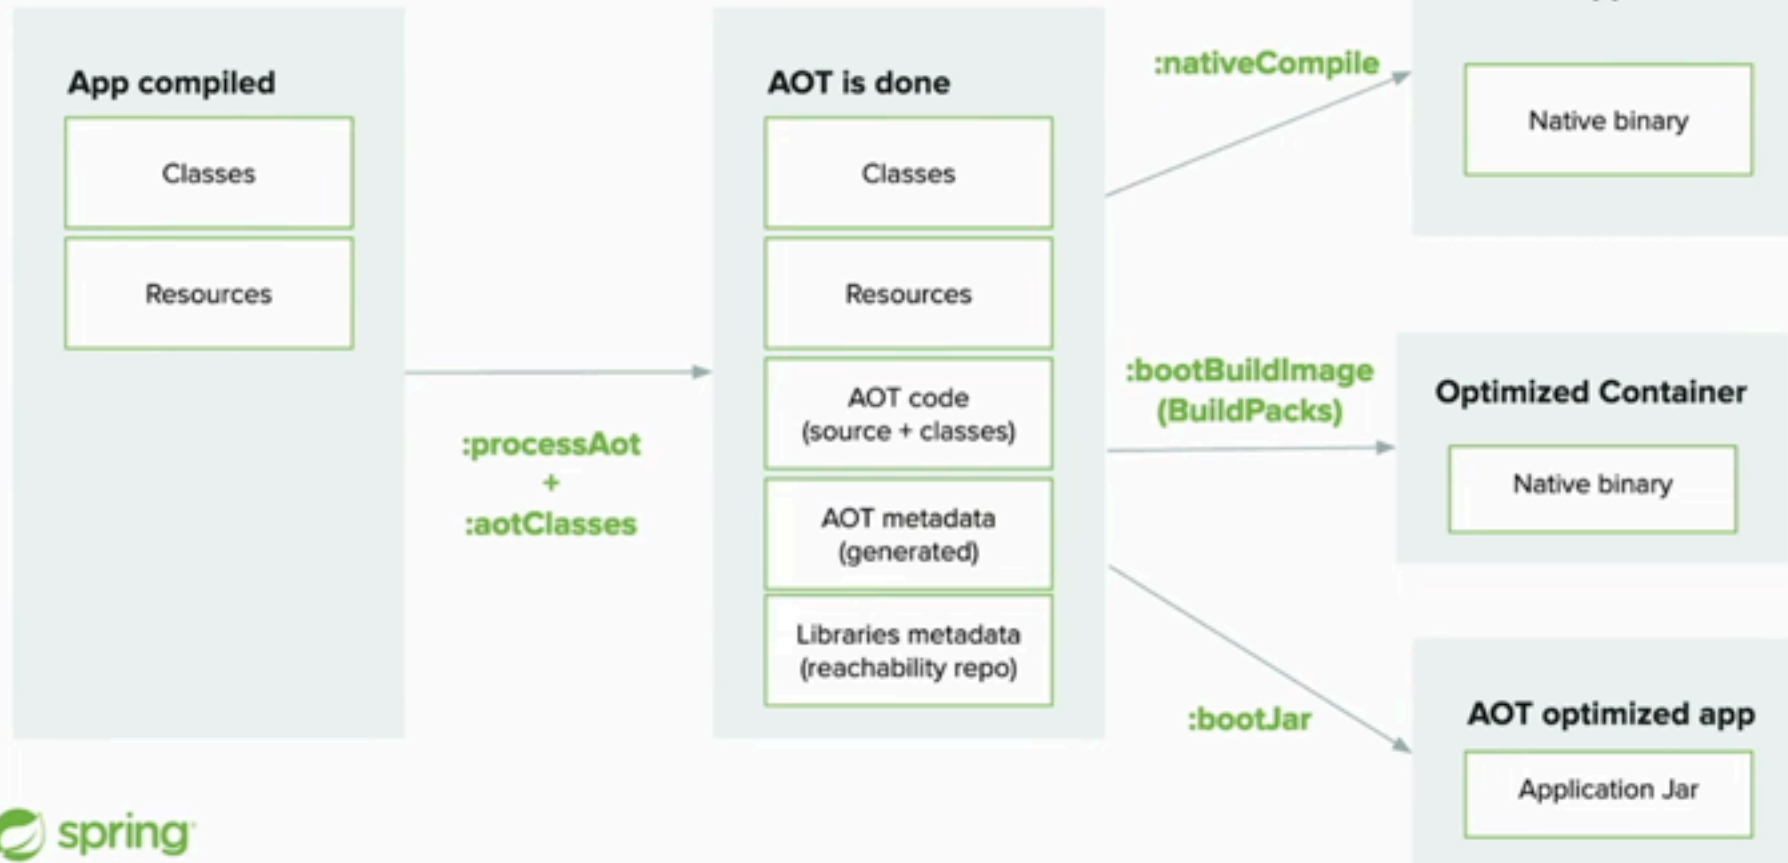 App compiled
Classes
Resources
:processAot
+
:aotClasses
AOT is done
Classes
Resources
AOT code
(source + classes)
AOT metadata
(generated)
Libraries metadata
(reachability repo)
:nativeCompile
Native binary
:bootBuildImage
(BuildPacks)
Optimized Container
Native binary
:bootJar
AOT optimized app
Application Jar
spring